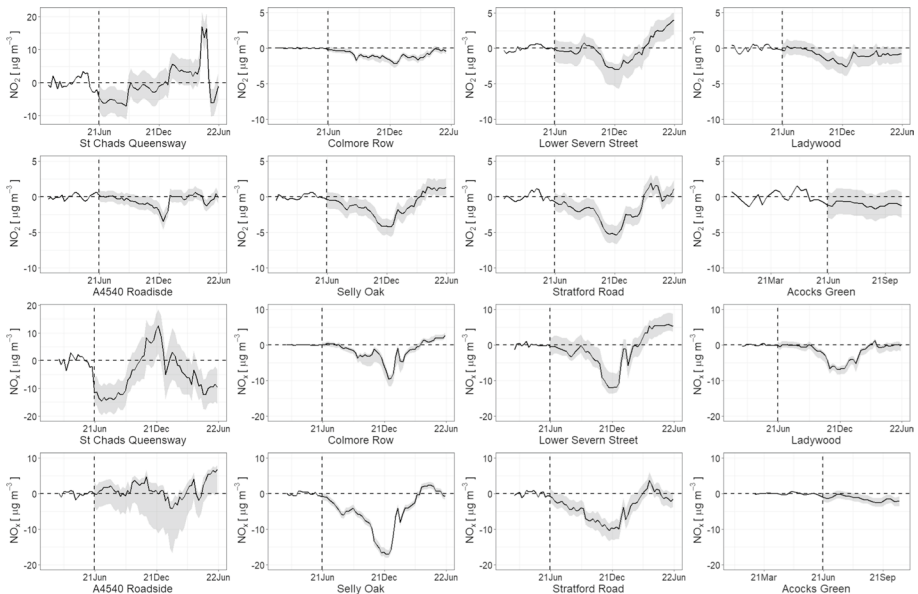 NO2 [ µg m−3 ]
20
10
0
-10
21Jun 21Dec 22Jun
St Chads Queensway
NO2 [ µg m−3 ]
5
0
-5
-10
21Jun 21Dec 22Ju
Colmore Row
NO2 [ µg m−3 ]
5
0
-5
-10
21Jun 21Dec 22Jun
Lower Severn Street
NO2 [ µg m−3 ]
5
0
-5
-10
21Jun 21Dec 22Jun
Ladywood
NO2 [ µg m−3 ]
5
0
-5
-10
21Jun 21Dec 22Jun
A4540 Roadisde
NO2 [ µg m−3 ]
5
0
-5
-10
21Jun 21Dec 22Jun
Selly Oak
NO2 [ µg m−3 ]
5
0
-5
-10
21Jun 21Dec 22Jun
Stratford Road
NO2 [ µg m−3 ]
5
0
-5
-10
21Mar 21Jun 21Sep
Acocks Green
NOx [ µg m−3 ]
20
10
0
-10
-20
21Jun 21Dec 22Jun
St Chads Queensway
NOx [ µg m−3 ]
10
0
-10
-20
21Jun 21Dec 22Jun
Colmore Row
NOx [ µg m−3 ]
10
0
-10
-20
21Jun 21Dec 22Jun
Lower Severn Street
NOx [ µg m−3 ]
10
0
-10
-20
21Jun 21Dec 22Jun
Ladywood
NOx [ µg m−3 ]
10
0
-10
-20
21Jun 21Dec 22Jun
A4540 Roadisde
NOx [ µg m−3 ]
10
0
-10
-20
21Jun 21Dec 22Jun
Selly Oak
NOx [ µg m−3 ]
10
0
-10
-20
21Jun 21Dec 22Jun
Stratford Road
NOx [ µg m−3 ]
10
0
-10
-20
21Mar 21Jun 21Sep
Acocks Green